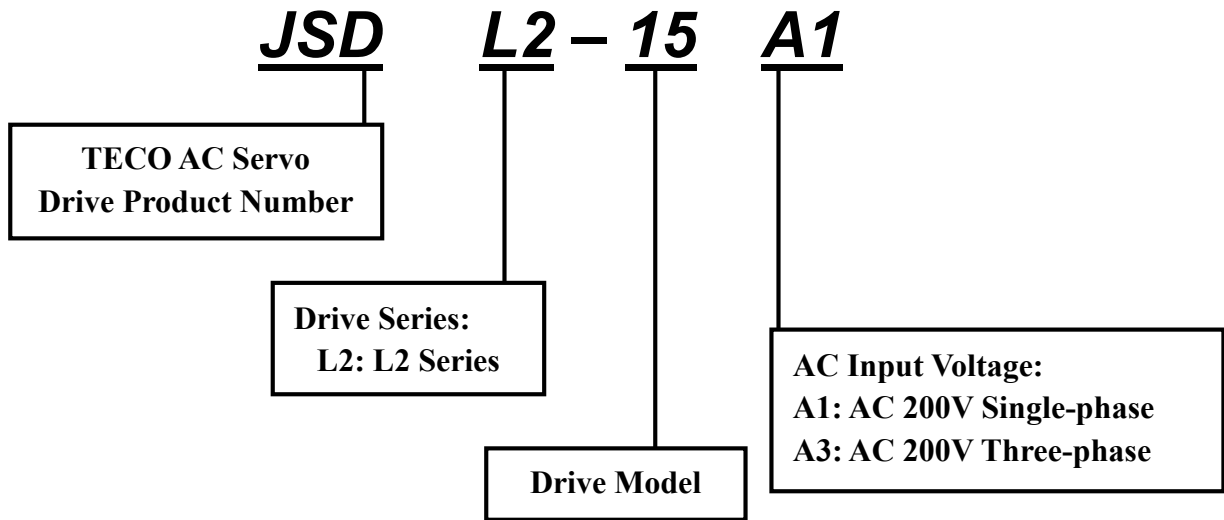 JSD L2 – 15 A1
TECO AC Servo
Drive Product Number
Drive Series:
L2: L2 Series
AC Input Voltage:
A1: AC 200V Single-phase
A3: AC 200V Three-phase
Drive Model